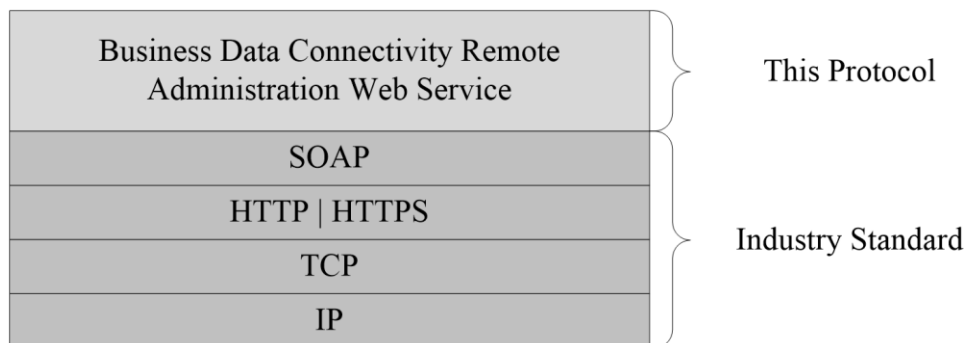 Business Data Connectivity Remote
Administration Web Service
This Protocol
SOAP
HTTP | HTTPS
TCP
IP
Industry Standard